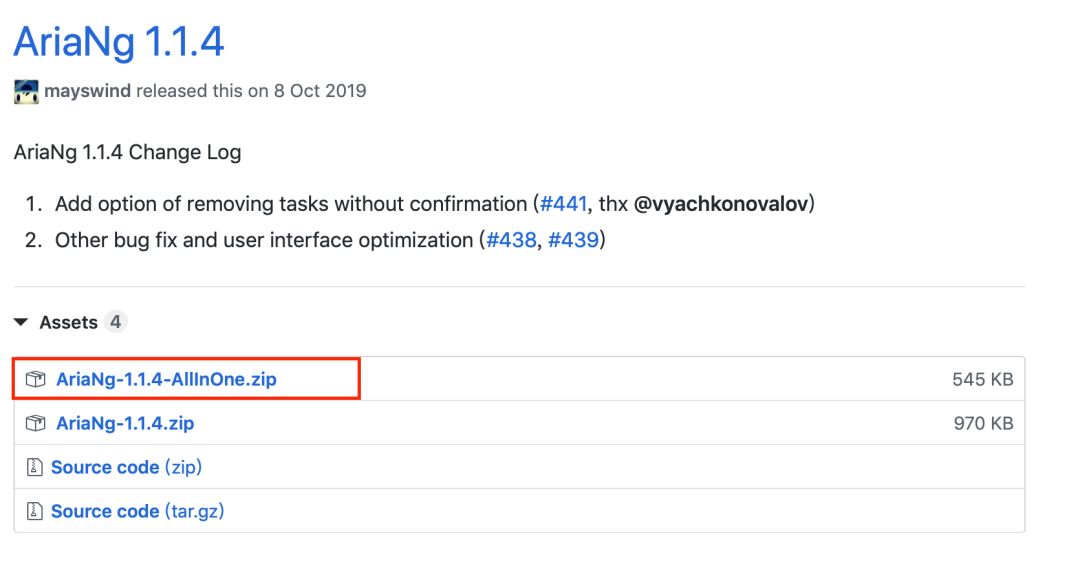 AriaNg 1.1.4
mayswind released this on 8 Oct 2019
AriaNg 1.1.4 Change Log
1. Add option of removing tasks without confirmation (#441, thx @vyachkonovalov)
2. Other bug fix and user interface optimization (#438, #439)
Assets 4
AriaNg-1.1.4-AllInOne.zip 545 KB
AriaNg-1.1.4.zip 970 KB
Source code (zip)
Source code (tar.gz)